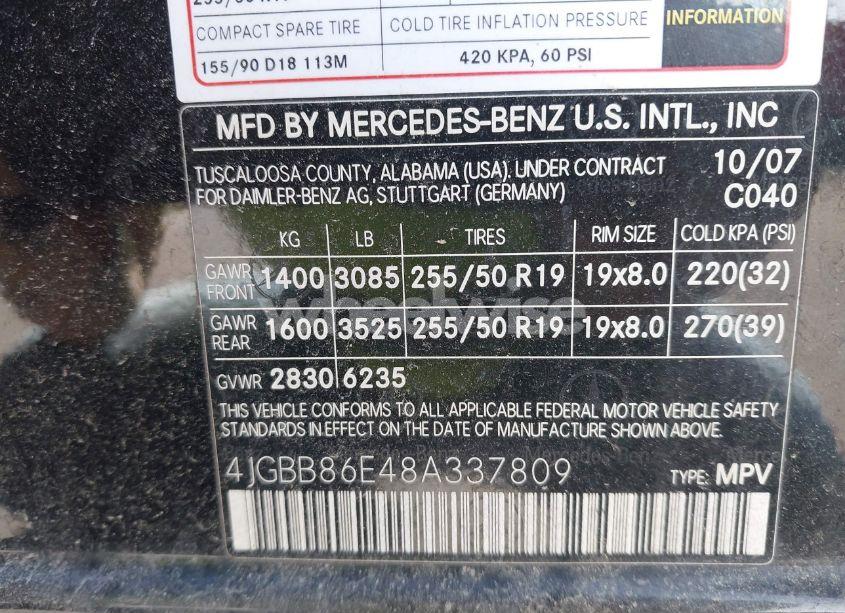 COMPACT SPARE TIRE COLD TIRE INFLATION PRESSURE INFORMATION
155/90 D18 113M 420 KPA, 60 PSI
MFD BY MERCEDES-BENZ U.S. INTL., INC
TUSCALOOSA COUNTY, ALABAMA (USA). UNDER CONTRACT 10/07
FOR DAIMLER-BENZ AG, STUTTGART (GERMANY) C040
KG LB TIRES RIM SIZE COLD KPA (PSI)
GAWR FRONT 1400 3085 255/50 R19 19x8.0 220(32)
GAWR REAR 1600 3525 255/50 R19 19x8.0 270(39)
wheelwise
GVWR 2830 6235
THIS VEHICLE CONFORMS TO ALL APPLICABLE FEDERAL MOTOR VEHICLE SAFETY
STANDARDS IN EFFECT ON THE DATE OF MANUFACTURE SHOWN ABOVE.
4JGBB86E48A337809 TYPE: MPV